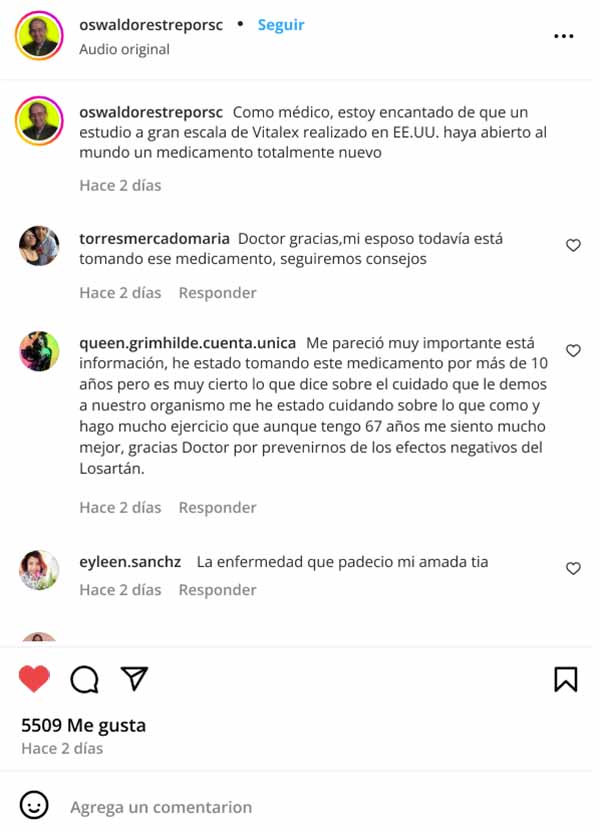 oswaldorestreporsc • Seguir
Audio original
oswaldorestreporsc Como médico, estoy encantado de que un
estudio a gran escala de Vitalex realizado en EE.UU. haya abierto al
mundo un medicamento totalmente nuevo
Hace 2 días
torresmercadomaria Doctor gracias,mi esposo todavía está
tomando ese medicamento, seguiremos consejos
Hace 2 días Responder
queen.grimhilde.cuenta.unica Me pareció muy importante está
información, he estado tomando este medicamento por más de 10
años pero es muy cierto lo que dice sobre el cuidado que le demos
a nuestro organismo me he estado cuidando sobre lo que como y
hago mucho ejercicio que aunque tengo 67 años me siento mucho
mejor, gracias Doctor por prevenirnos de los efectos negativos del
Losartán.
Hace 2 días Responder
eyleen.sanchz La enfermedad que padecio mi amada tia
Hace 2 días Responder
5509 Me gusta
Hace 2 días
Agrega un comentario